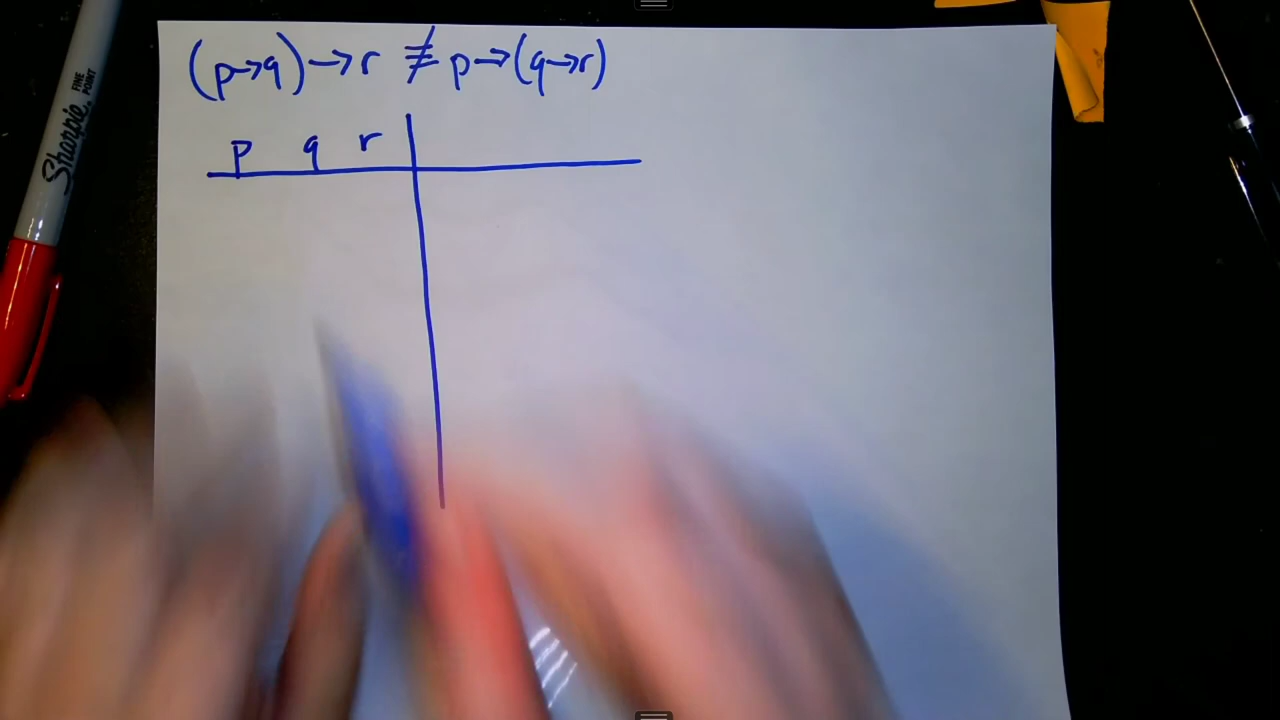 (p→q)→r ≢ p→(q→r)
p q r
Sharpie. FINE POINT